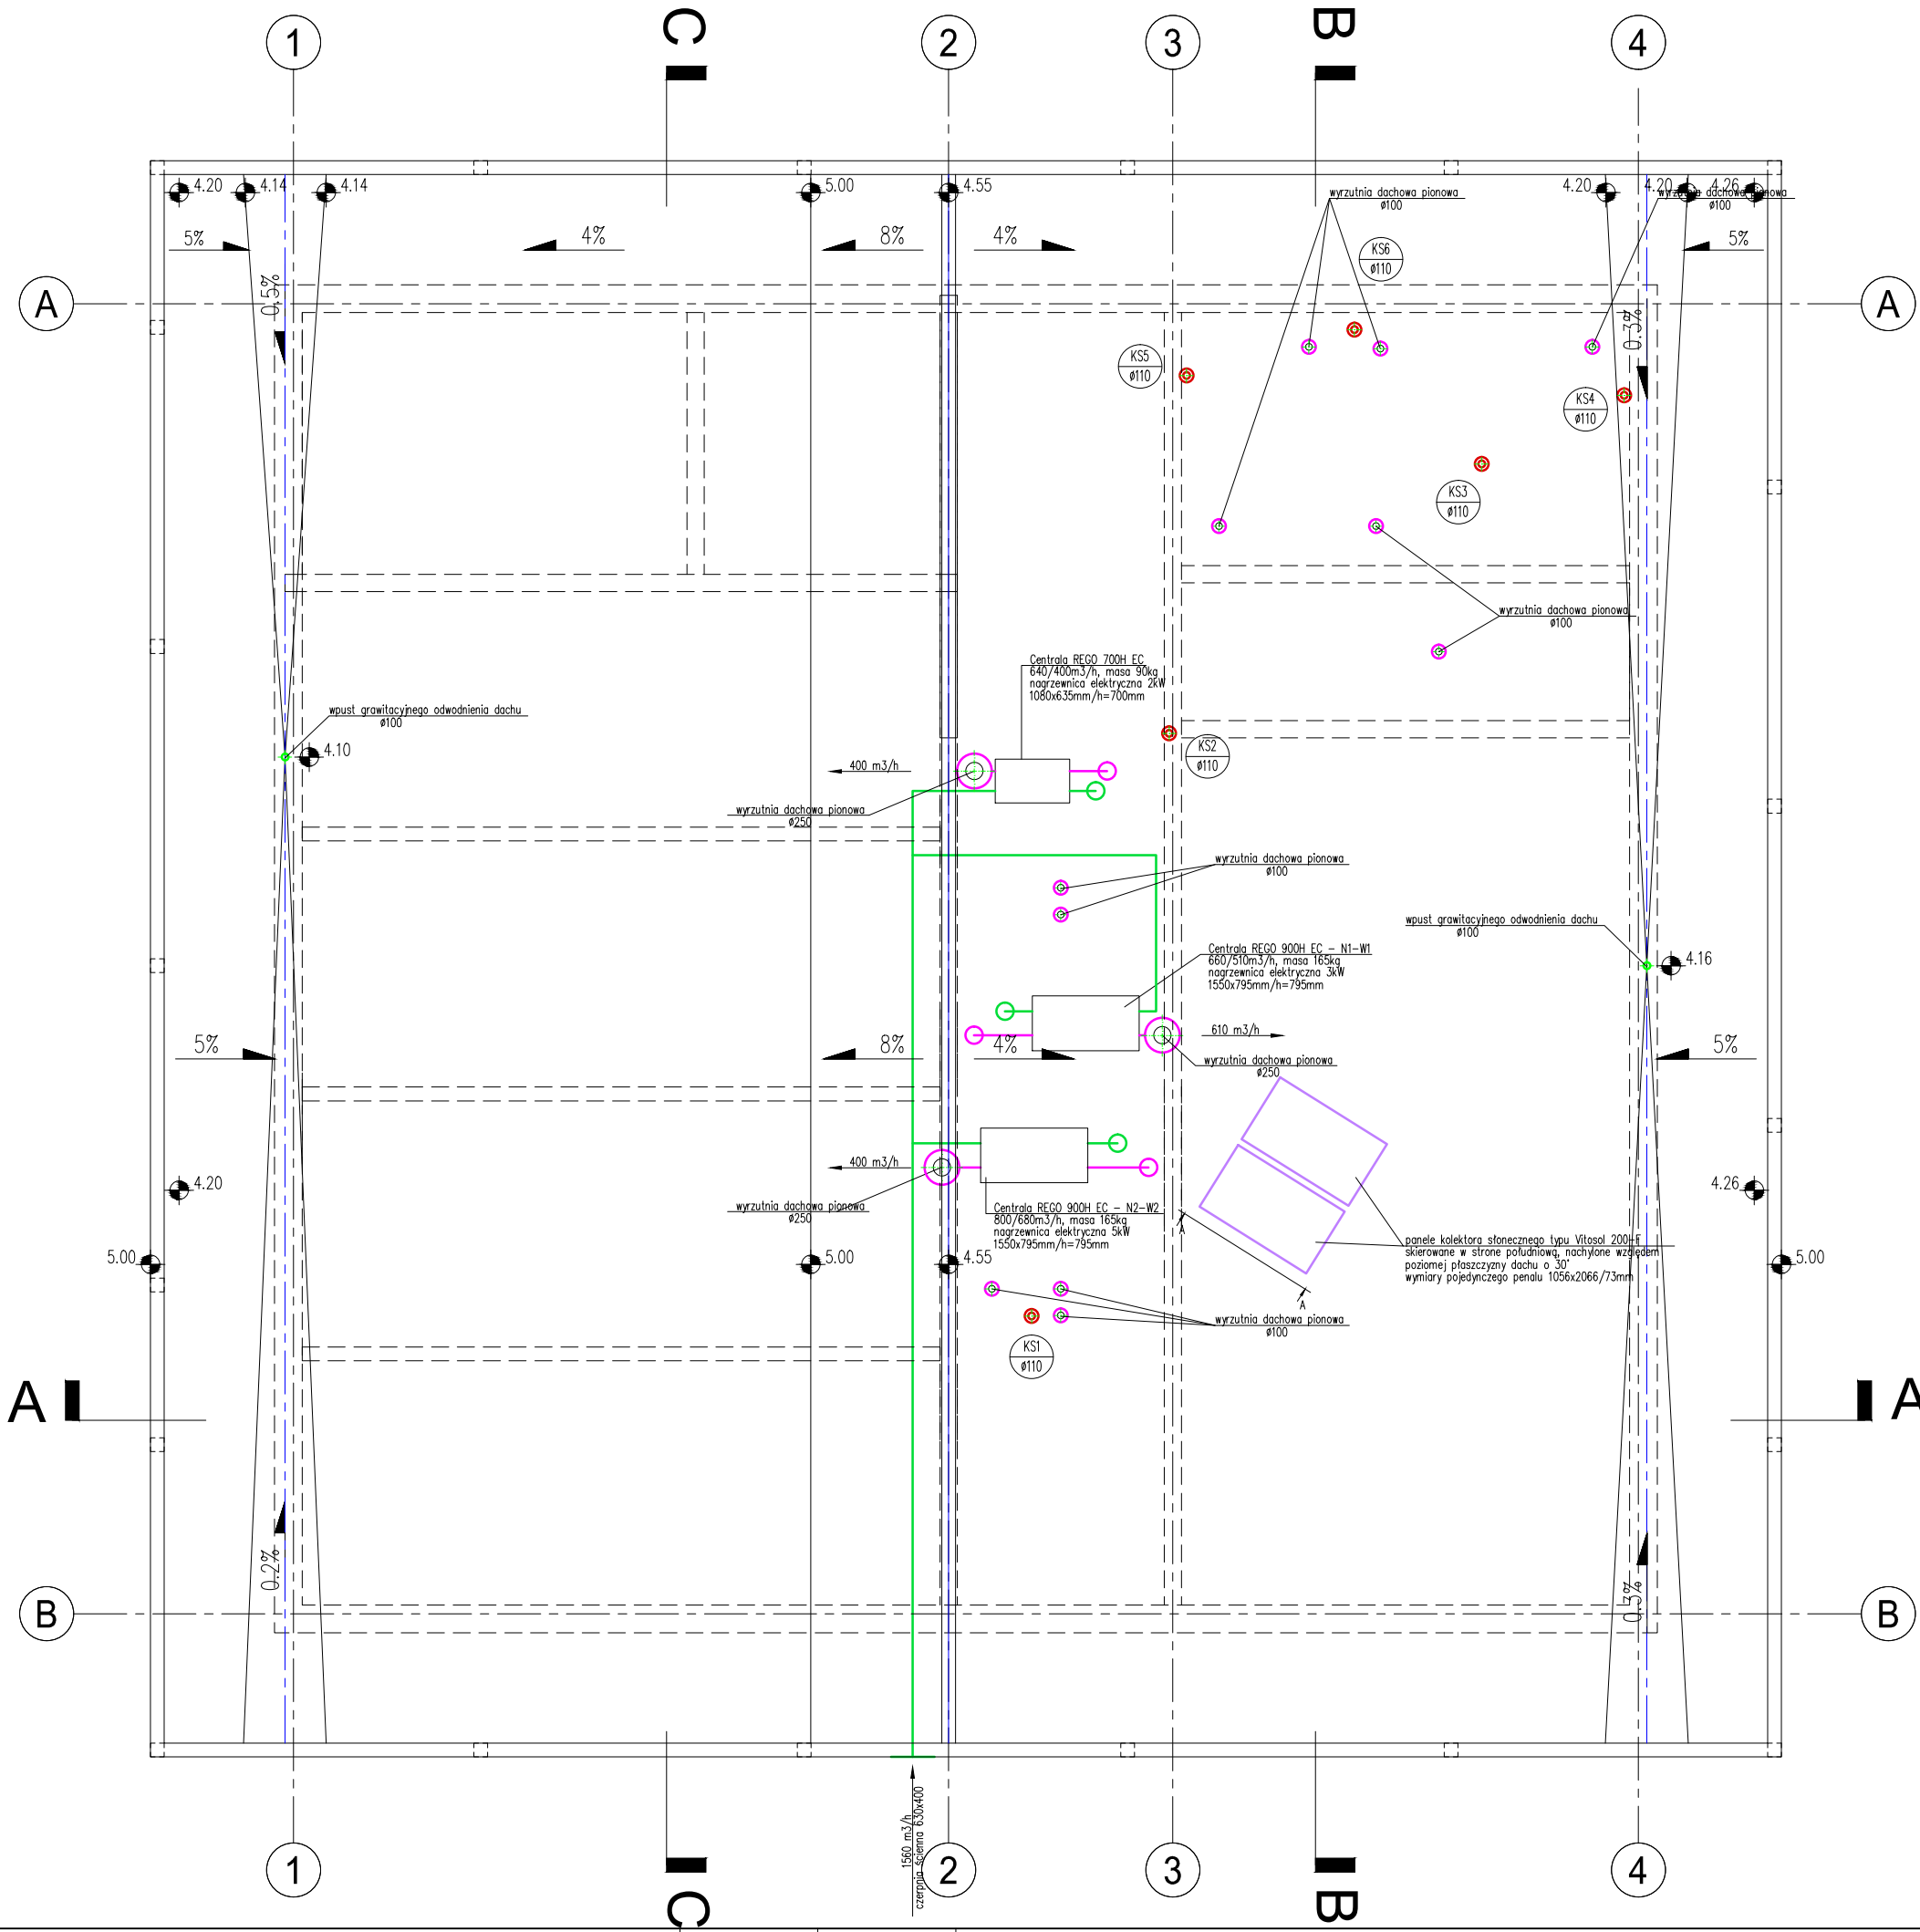 C
B
1
2
3
4
4.20
4.14
4.14
5.00
4.55
4.20
4.20
4.26
wyrzutnia dachowa pionowa
ø100
wyrzutnia dachowa pionowa
ø100
5%
4%
8%
4%
5%
KS6
ø110
A
A
0.5%
0.3%
KS5
ø110
KS4
ø110
KS3
ø110
wyrzutnia dachowa pionowa
ø100
Centrala REGO 700H EC
640/400m3/h, masa 90kg
nagrzewnica elektryczna 2kW
1080x635mm/h=700mm
wpust grawitacyjnego odwodnienia dachu
ø100
4.10
KS2
ø110
400 m3/h
wyrzutnia dachowa pionowa
ø250
wyrzutnia dachowa pionowa
ø100
wpust grawitacyjnego odwodnienia dachu
ø100
4.16
Centrala REGO 900H EC - N1-W1
660/510m3/h, masa 165kg
nagrzewnica elektryczna 3kW
1550x795mm/h=795mm
610 m3/h
5%
8%
4%
5%
wyrzutnia dachowa pionowa
ø250
400 m3/h
4.20
4.26
wyrzutnia dachowa pionowa
ø250
Centrala REGO 900H EC - N2-W2
800/680m3/h, masa 165kg
nagrzewnica elektryczna 5kW
1550x795mm/h=795mm
A
A
panele kolektora słonecznego typu Vitosol 200-F
skierowane w strone południową, nachylone względem
poziomej płaszczyzny dachu o 30°
wymiary pojedynczego penalu 1056x2066/73mm
5.00
5.00
4.55
5.00
wyrzutnia dachowa pionowa
ø100
KS1
ø110
A
A
0.2%
0.3%
B
B
1560 m3/h
czerpnia ścienna 630x400
1
2
3
4
C
B